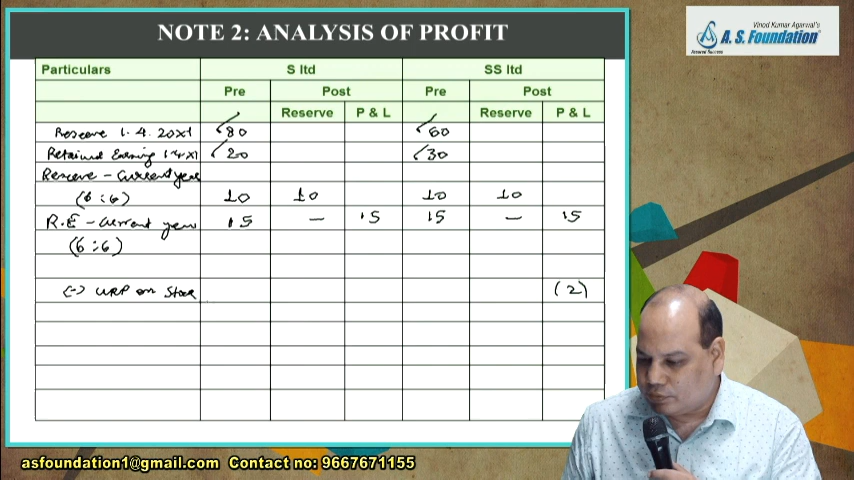 NOTE 2: ANALYSIS OF PROFIT
Vinod Kumar Agarwal's
A. S. Foundation
Assured Success
Particulars S ltd SS ltd
Pre Post Pre Post
Reserve P & L Reserve P & L
Reserve 1.4.20x1 80 60
Retained Earning 1.4.x1 20 30
Reserve - Current year
(6:6) 10 10 10 10
R.E - Current year 15 — 15 15 — 15
(6:6)
(-) URP on Stock (2)
asfoundation1@gmail.com Contact no: 9667671155